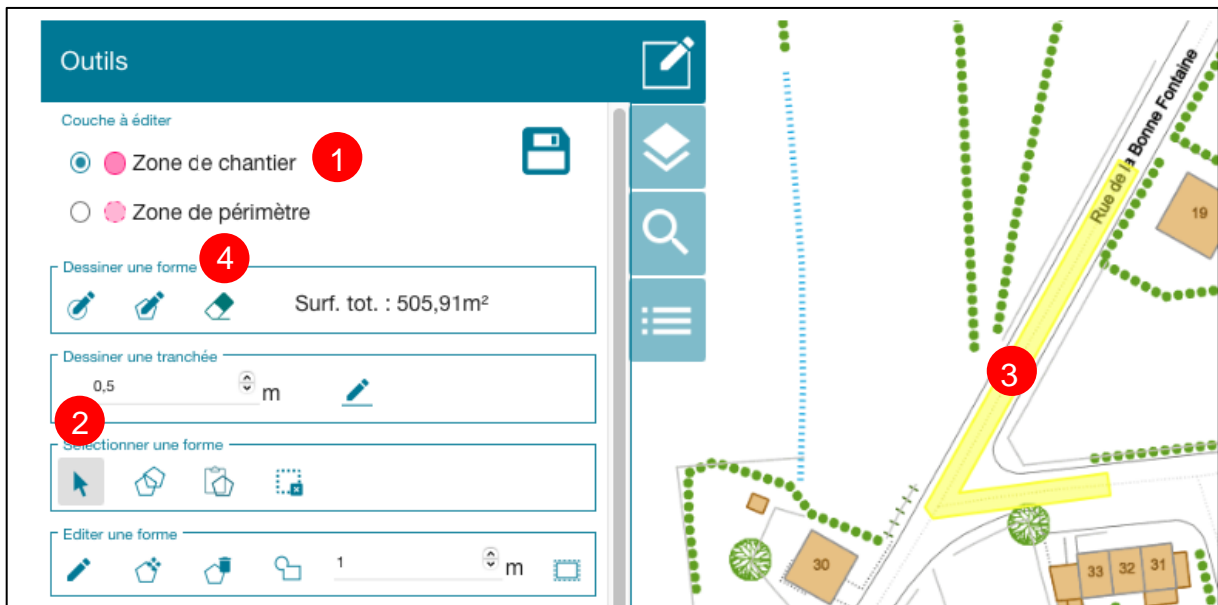 Outils
Couche à éditer
Zone de chantier
1
Zone de périmètre
4
Dessiner une forme
Surf. tot. : 505,91m²
Dessiner une tranchée
0,5
m
2
Sélectionner une forme
Editer une forme
1
m
Rue de la Bonne Fontaine
19
3
30
33
32
31